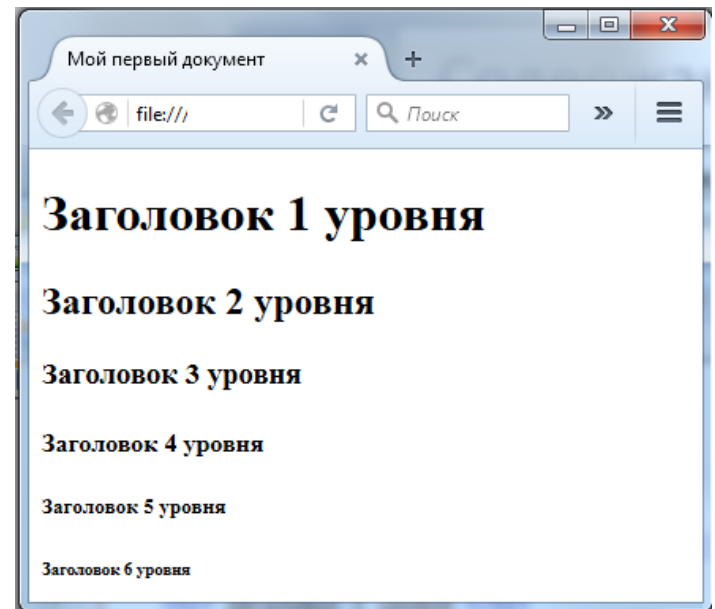 Мой первый документ
file:///
Поиск
Заголовок 1 уровня
Заголовок 2 уровня
Заголовок 3 уровня
Заголовок 4 уровня
Заголовок 5 уровня
Заголовок 6 уровня